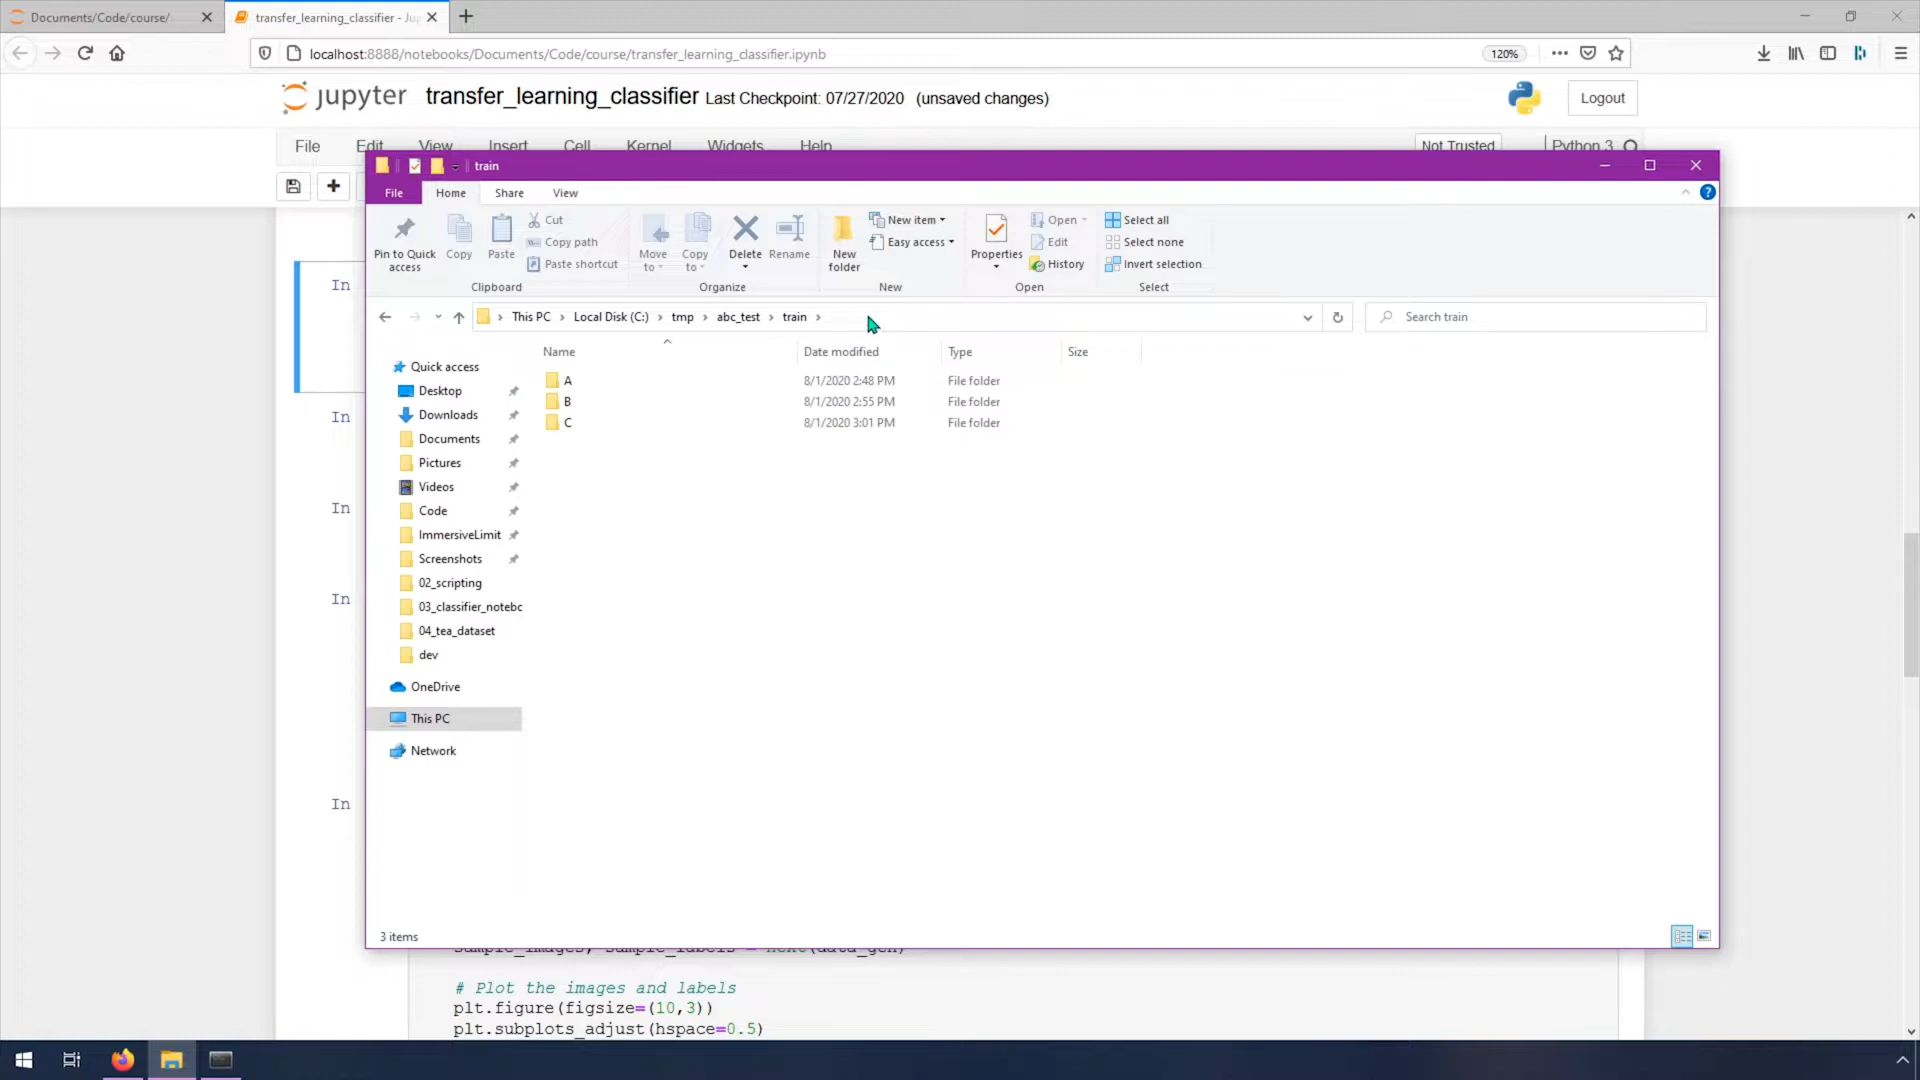 Documents/Code/course/
transfer_learning_classifier - Ju
localhost:8888/notebooks/Documents/Code/course/transfer_learning_classifier.ipynb
120%
jupyter
transfer_learning_classifier Last Checkpoint: 07/27/2020 (unsaved changes)
Logout
File Edit View Insert Cell Kernel Widgets Help
Not Trusted
Python 3
train
File Home Share View
Pin to Quick access
Copy
Paste
Cut
Copy path
Paste shortcut
Clipboard
Move to
Copy to
Delete
Rename
Organize
New folder
New item
Easy access
New
Properties
Open
Edit
History
Open
Select all
Select none
Invert selection
Select
This PC > Local Disk (C:) > tmp > abc_test > train >
Search train
Name Date modified Type Size
A 8/1/2020 2:48 PM File folder
B 8/1/2020 2:55 PM File folder
C 8/1/2020 3:01 PM File folder
Quick access
Desktop
Downloads
Documents
Pictures
Videos
Code
ImmersiveLimit
Screenshots
02_scripting
03_classifier_notebc
04_tea_dataset
dev
OneDrive
This PC
Network
3 items
In
In
In
In
In
sample_images, sample_labels = next(data_gen)
# Plot the images and labels
plt.figure(figsize=(10,3))
plt.subplots_adjust(hspace=0.5)